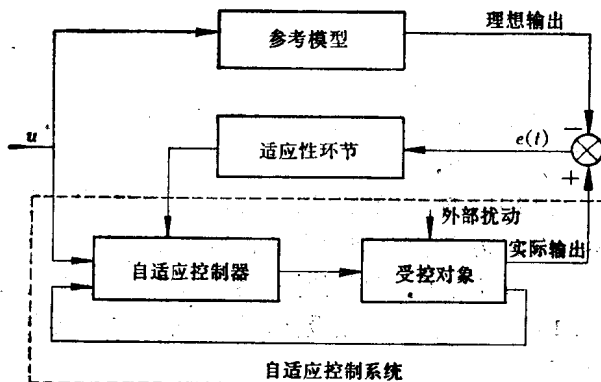 参考模型
理想输出
u
适应性环节
e(t)
−
+
外部扰动
自适应控制器
受控对象
实际输出
自适应控制系统